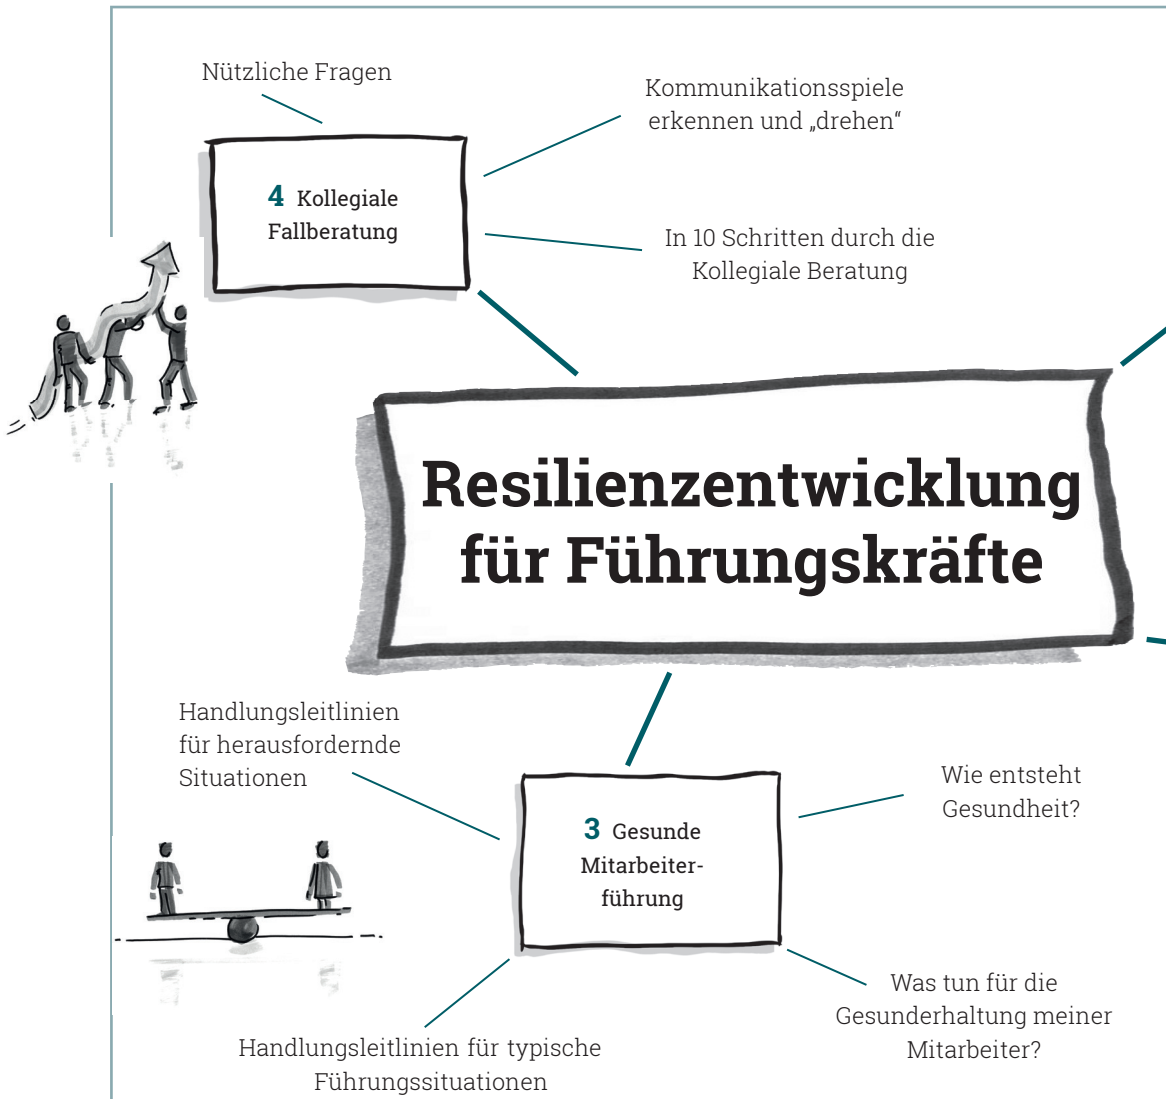 Nützliche Fragen
Kommunikationsspiele
erkennen und „drehen“
4 Kollegiale
Fallberatung
In 10 Schritten durch die
Kollegiale Beratung
Resilienzentwicklung
für Führungskräfte
Handlungsleitlinien
für herausfordernde
Situationen
Wie entsteht
Gesundheit?
3 Gesunde
Mitarbeiter-
führung
Was tun für die
Gesunderhaltung meiner
Mitarbeiter?
Handlungsleitlinien für typische
Führungssituationen